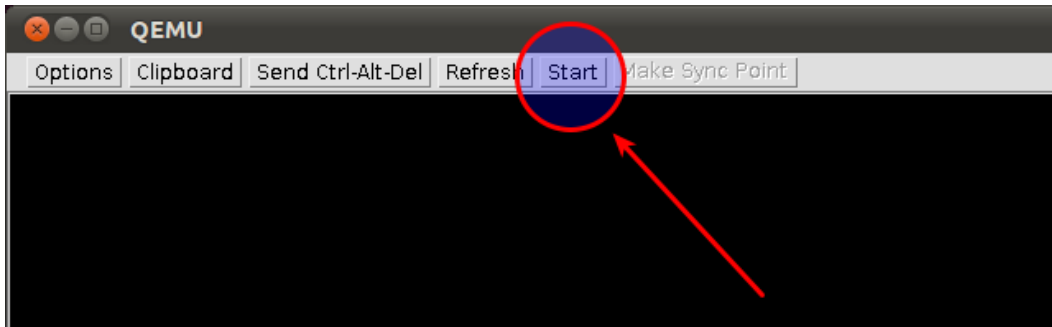 QEMU
Options Clipboard Send Ctrl-Alt-Del Refresh Start Make Sync Point